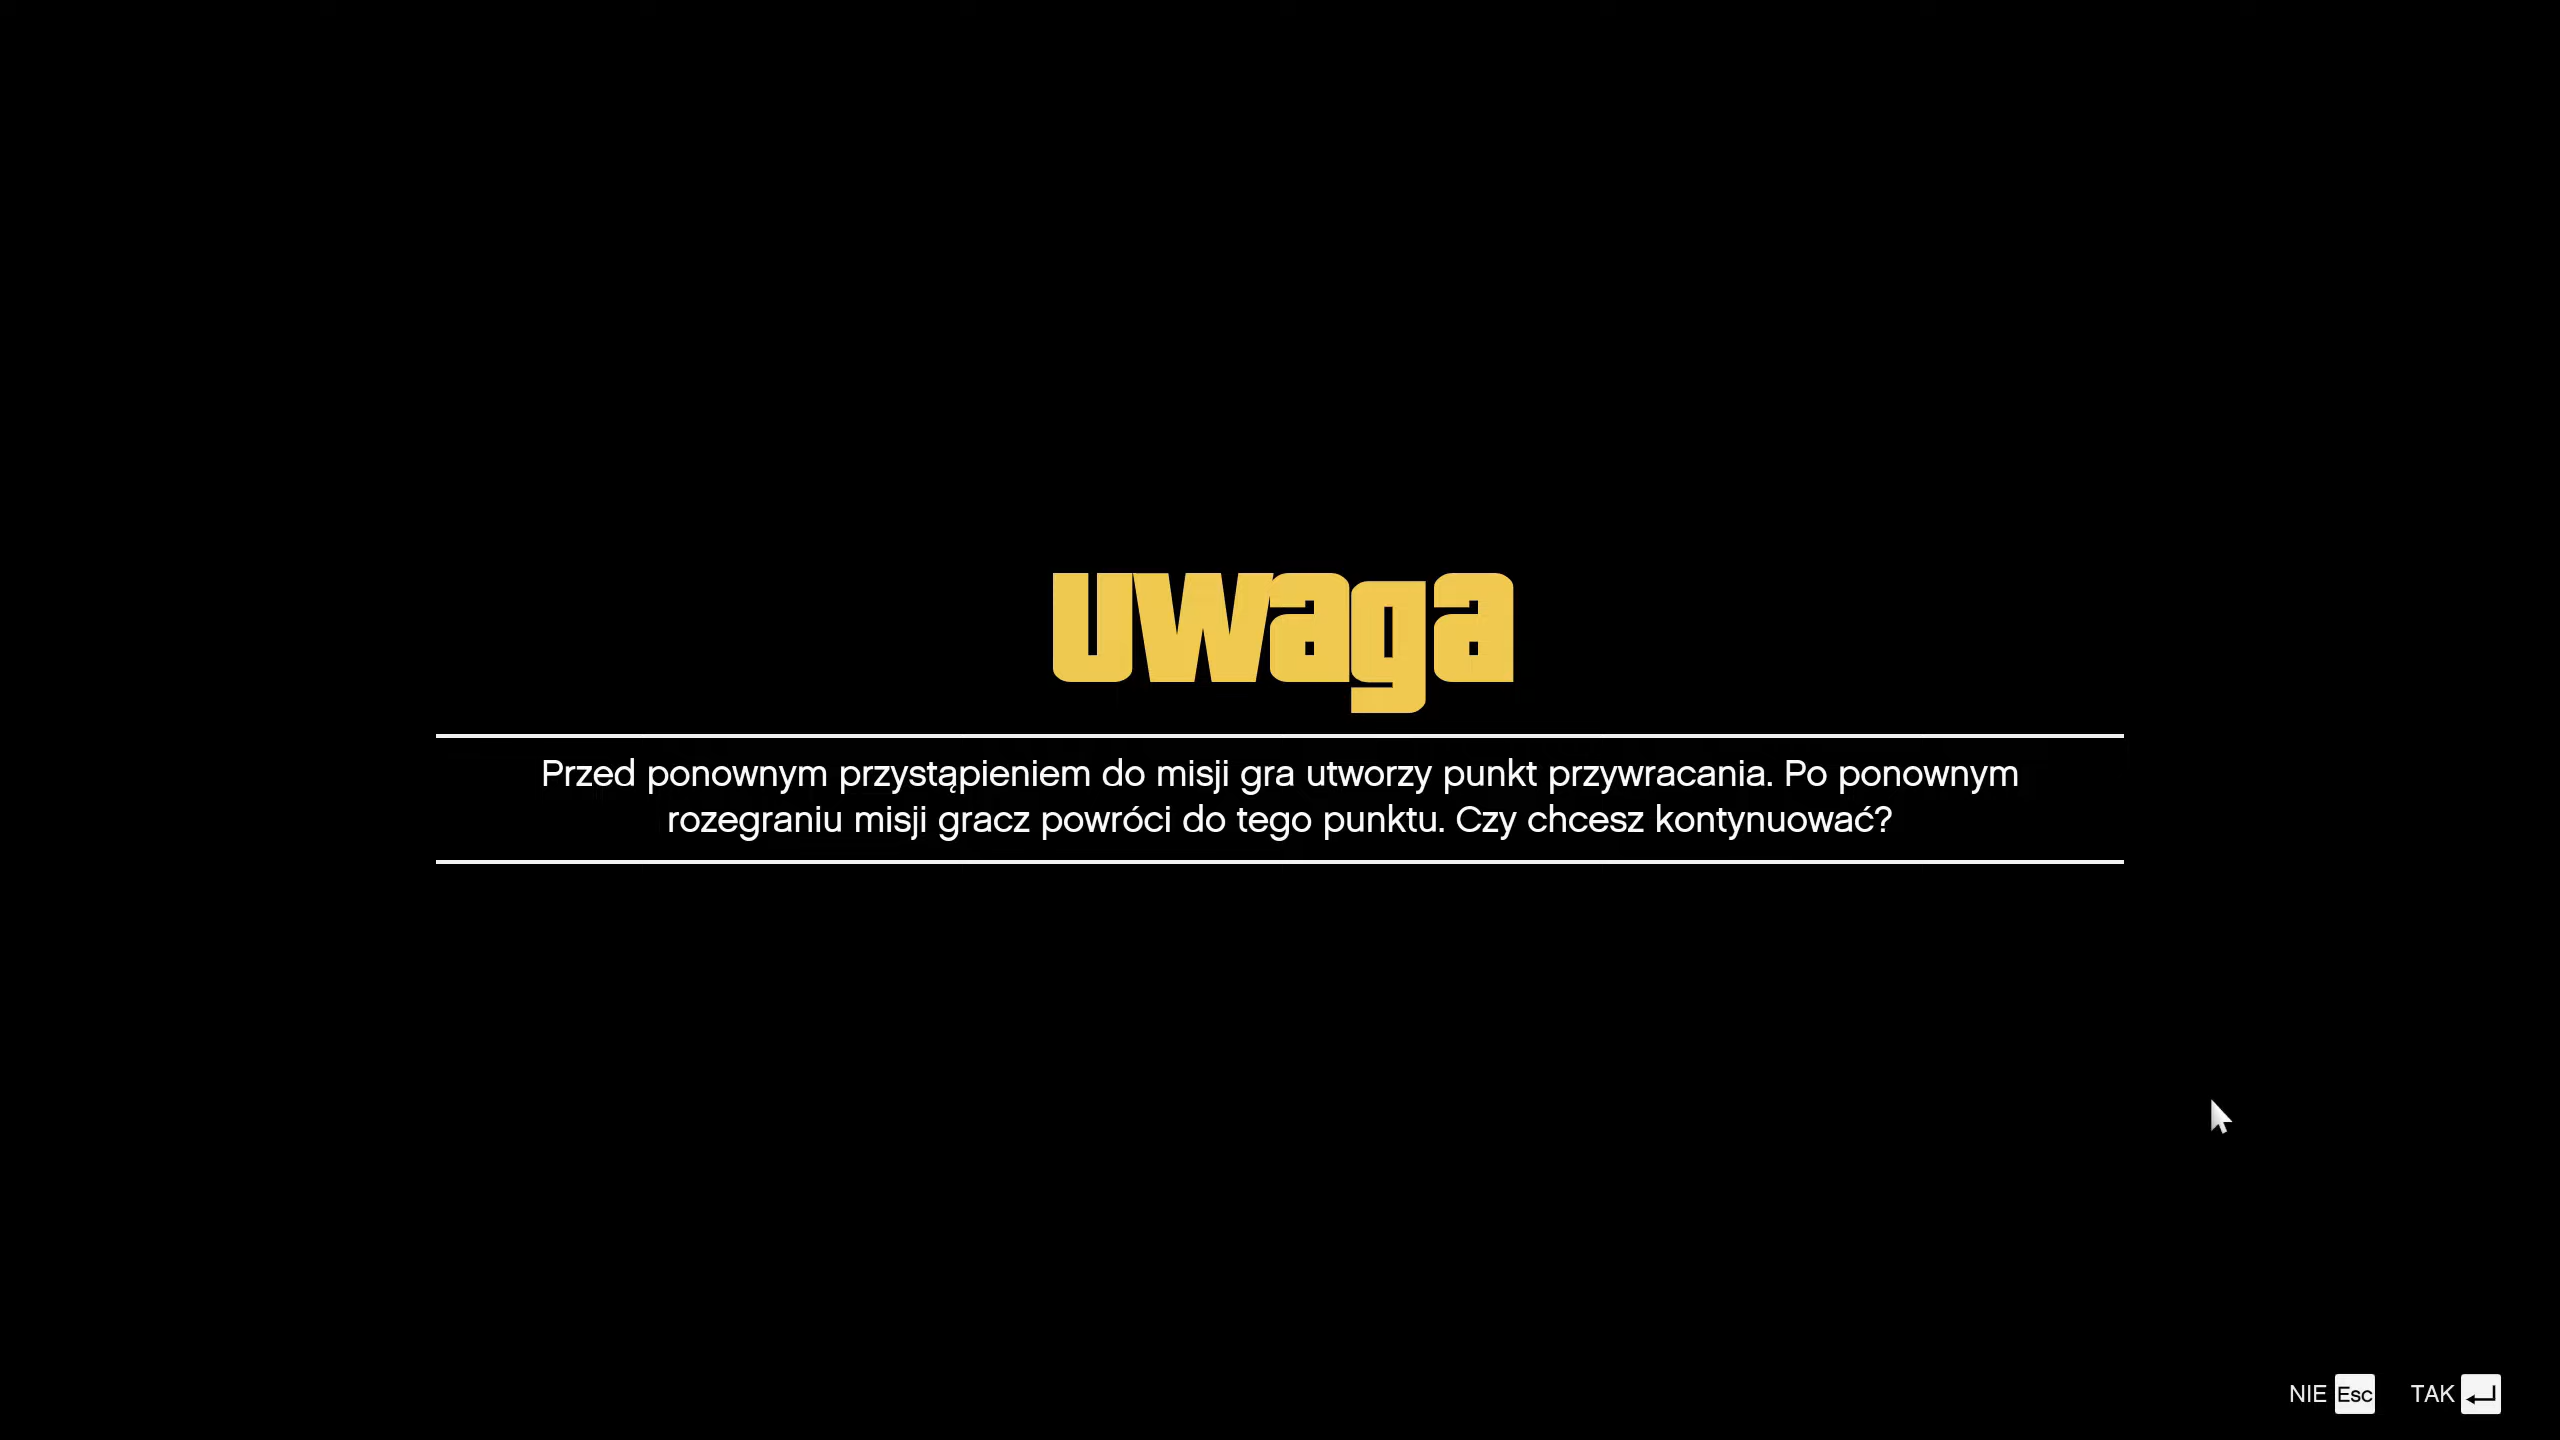 uwaga
Przed ponownym przystąpieniem do misji gra utworzy punkt przywracania. Po ponownym
rozegraniu misji gracz powróci do tego punktu. Czy chcesz kontynuować?
NIE Esc TAK